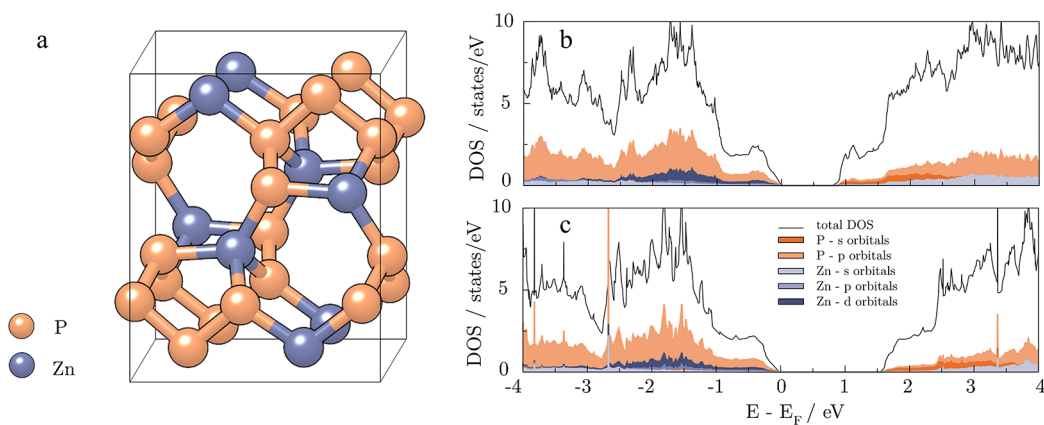 a
P
Zn
b
10
5
0
DOS / states/eV
c
10
5
0
DOS / states/eV
total DOS
P - s orbitals
P - p orbitals
Zn - s orbitals
Zn - p orbitals
Zn - d orbitals
-4 -3 -2 -1 0 1 2 3 4
E - E_F / eV